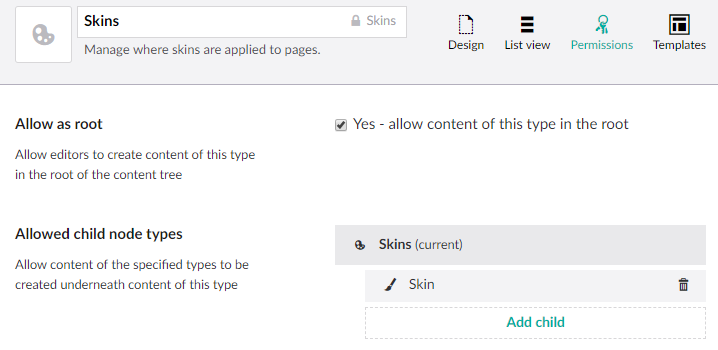 Skins
Skins
Manage where skins are applied to pages.
Design
List view
Permissions
Templates
Allow as root
Yes - allow content of this type in the root
Allow editors to create content of this type
in the root of the content tree
Allowed child node types
Skins (current)
Allow content of the specified types to be
created underneath content of this type
Skin
Add child